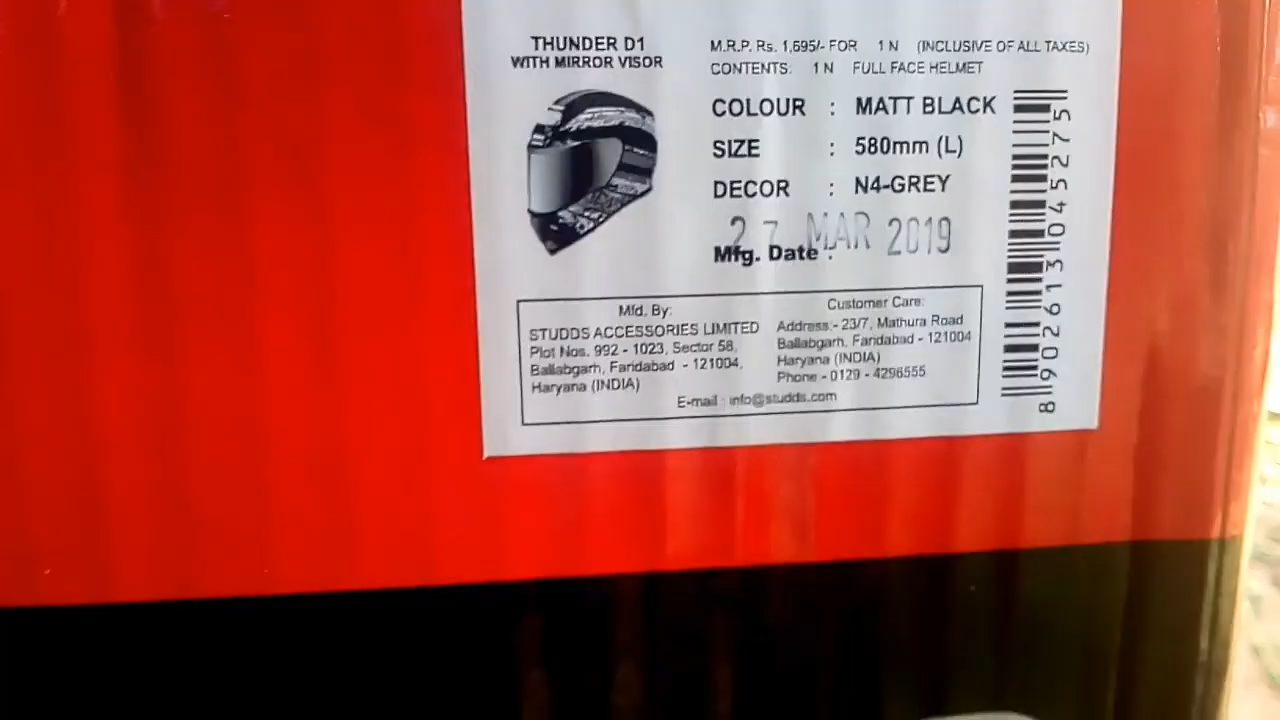 THUNDER D1
WITH MIRROR VISOR
M.R.P. Rs. 1,695/- FOR 1 N (INCLUSIVE OF ALL TAXES)
CONTENTS: 1 N FULL FACE HELMET
COLOUR : MATT BLACK
SIZE : 580mm (L)
DECOR : N4-GREY
27 MAR 2019
Mfg. Date :
Mfd. By:
STUDDS ACCESSORIES LIMITED
Plot Nos. 992 - 1023, Sector 58,
Ballabgarh, Faridabad - 121004,
Haryana (INDIA)
Customer Care:
Address:- 23/7, Mathura Road
Ballabgarh, Faridabad - 121004
Haryana (INDIA)
Phone - 0129 - 4296555
E-mail : info@studds.com
8902613045275